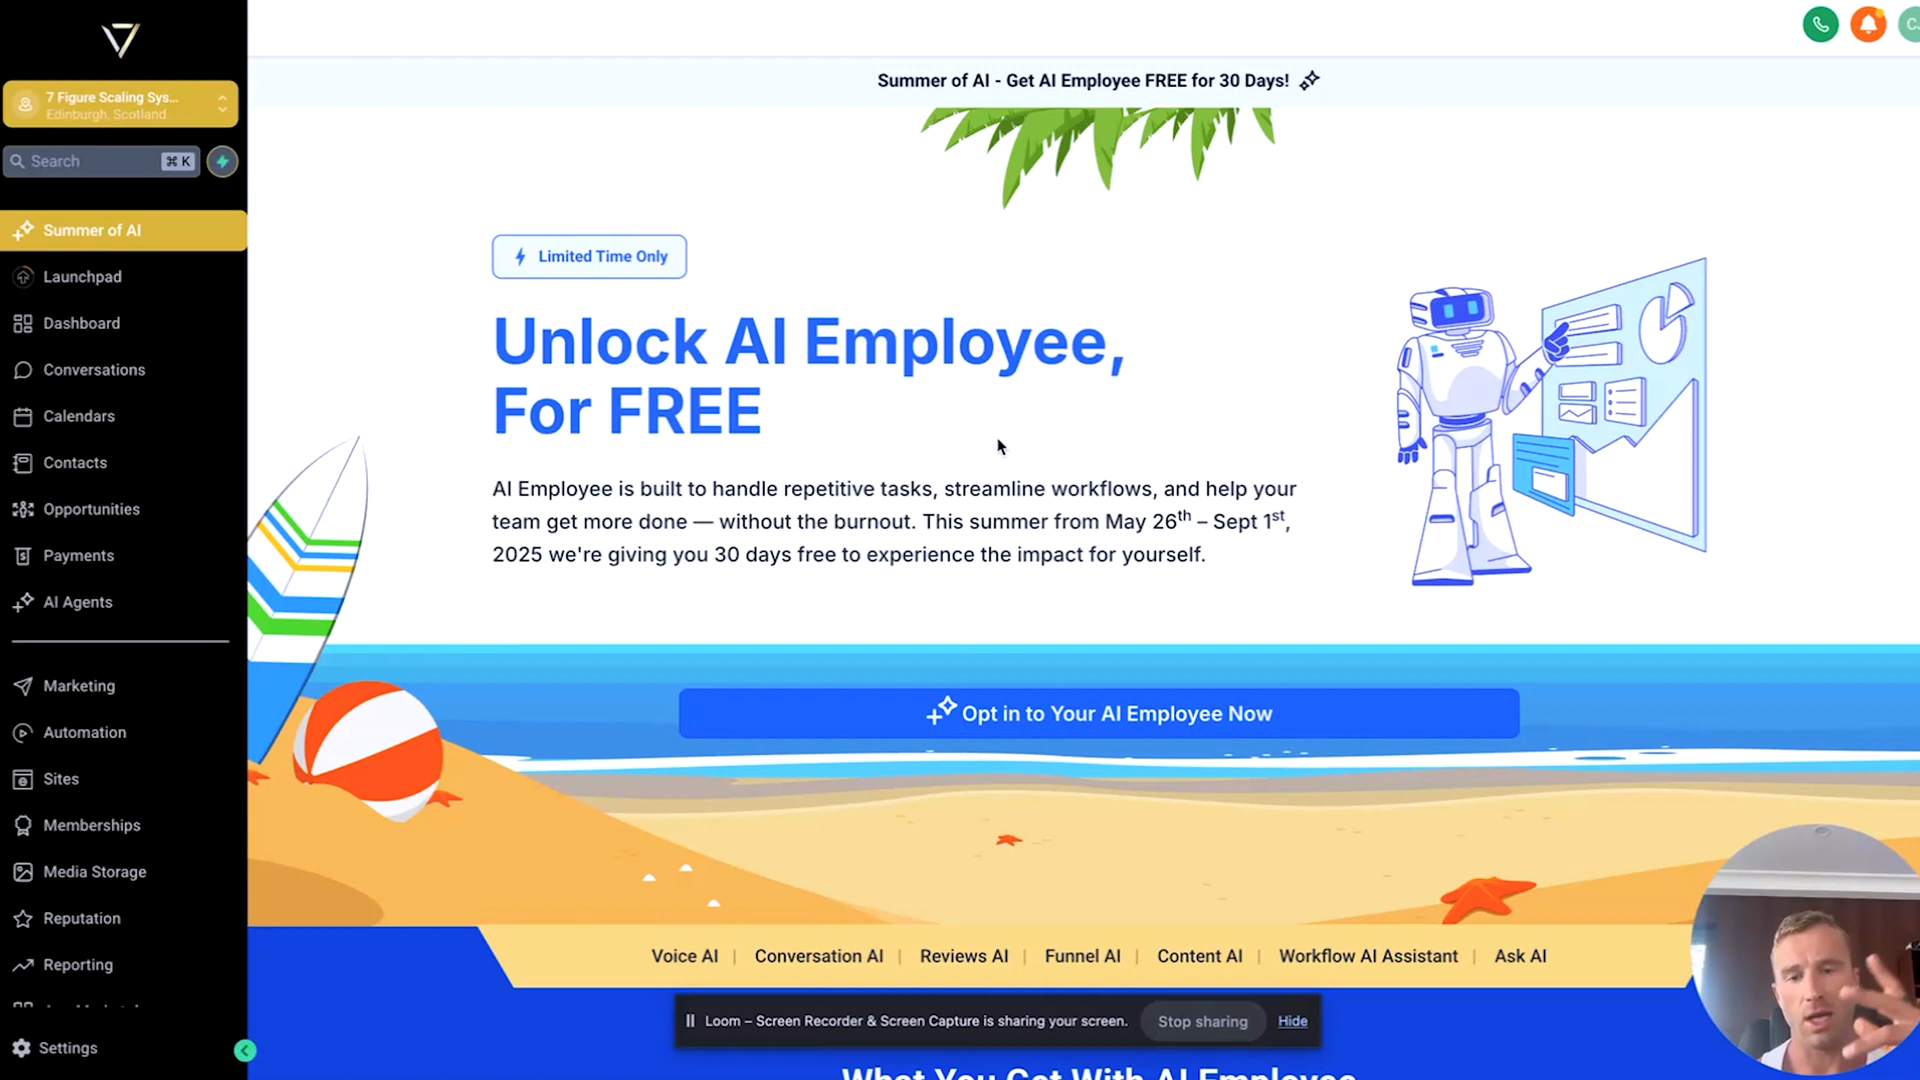 7 Figure Scaling Sys...
Edinburgh, Scotland
Search
⌘ K
Summer of AI
Launchpad
Dashboard
Conversations
Calendars
Contacts
Opportunities
Payments
AI Agents
Marketing
Automation
Sites
Memberships
Media Storage
Reputation
Reporting
Settings
Summer of AI - Get AI Employee FREE for 30 Days!
Limited Time Only
Unlock AI Employee,
For FREE
AI Employee is built to handle repetitive tasks, streamline workflows, and help your
team get more done — without the burnout. This summer from May 26th – Sept 1st,
2025 we're giving you 30 days free to experience the impact for yourself.
Opt in to Your AI Employee Now
Voice AI | Conversation AI | Reviews AI | Funnel AI | Content AI | Workflow AI Assistant | Ask AI
Loom – Screen Recorder & Screen Capture is sharing your screen.
Stop sharing
Hide
What You Get With AI Employee